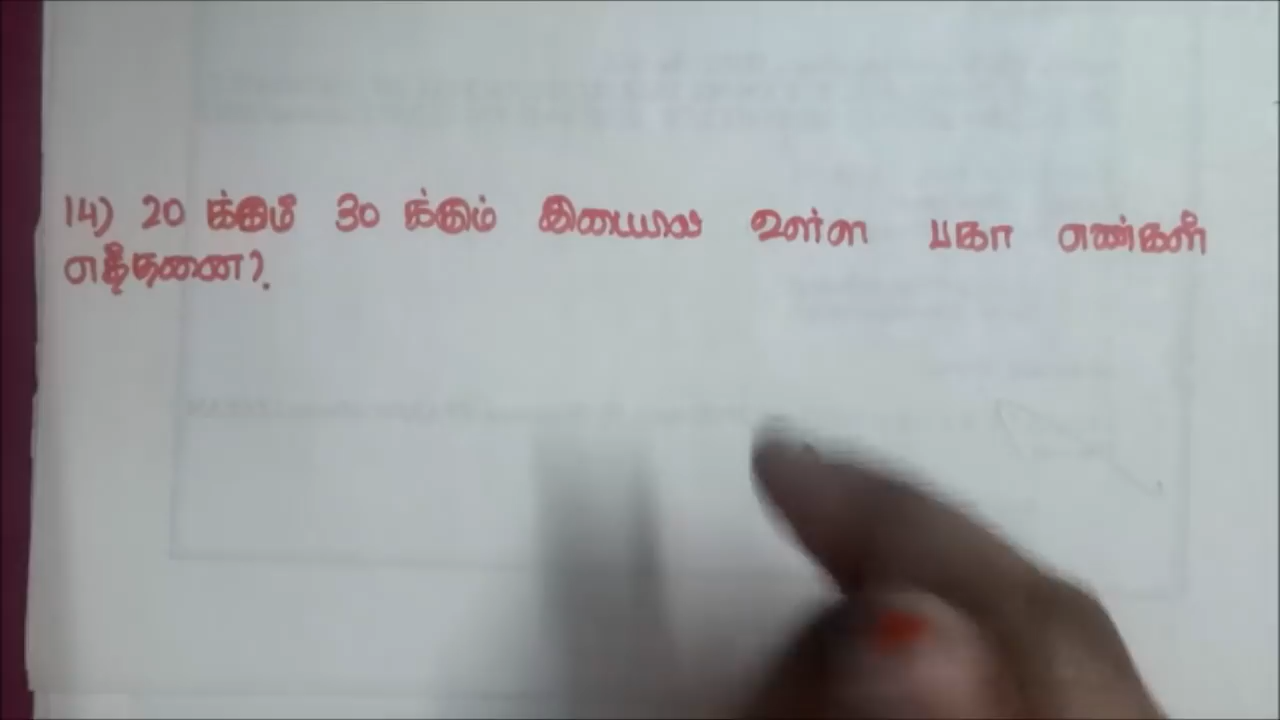 14) 20 க்கும் 30 க்கும் இடையில் உள்ள பகா எண்கள்
எத்தனை?.